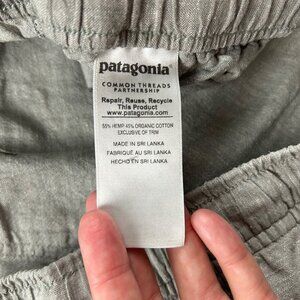 patagonia
COMMON THREADS
PARTNERSHIP
Repair, Reuse, Recycle
This Product
www.patagonia.com
55% HEMP 45% ORGANIC COTTON
EXCLUSIVE OF TRIM
MADE IN SRI LANKA
FABRIQUÉ AU SRI LANKA
HECHO EN SRI LANKA